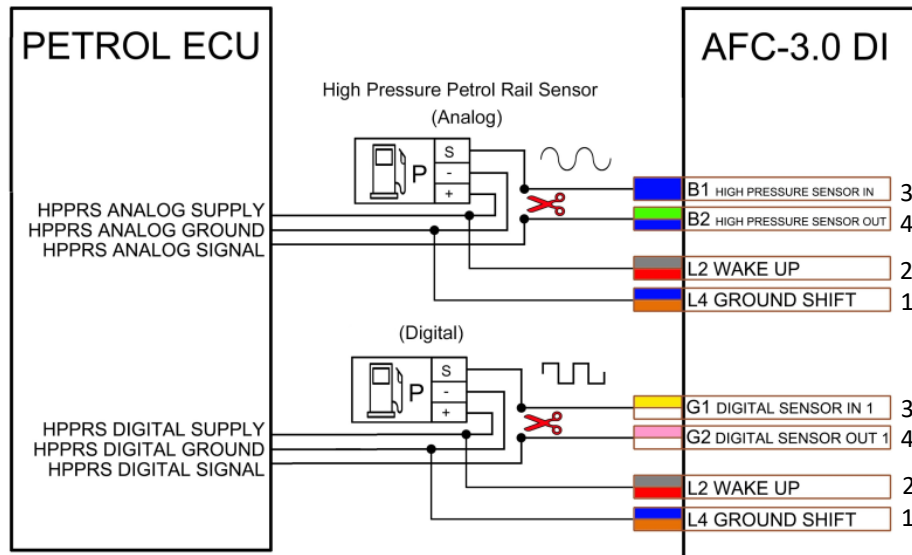 PETROL ECU
AFC-3.0 DI
High Pressure Petrol Rail Sensor
(Analog)
S
P
-
+
B1 HIGH PRESSURE SENSOR IN 3
B2 HIGH PRESSURE SENSOR OUT 4
HPPRS ANALOG SUPPLY
HPPRS ANALOG GROUND
HPPRS ANALOG SIGNAL
L2 WAKE UP 2
L4 GROUND SHIFT 1
(Digital)
S
P
-
+
G1 DIGITAL SENSOR IN 1 3
G2 DIGITAL SENSOR OUT 1 4
HPPRS DIGITAL SUPPLY
HPPRS DIGITAL GROUND
HPPRS DIGITAL SIGNAL
L2 WAKE UP 2
L4 GROUND SHIFT 1